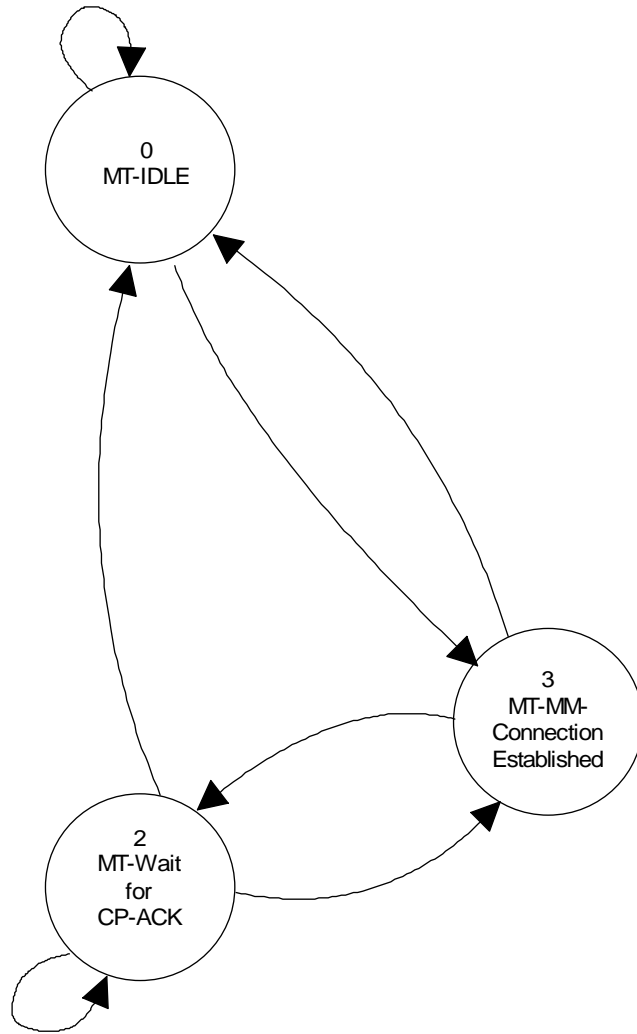 0
MT-IDLE
3
MT-MM-
Connection
Established
2
MT-Wait
for
CP-ACK